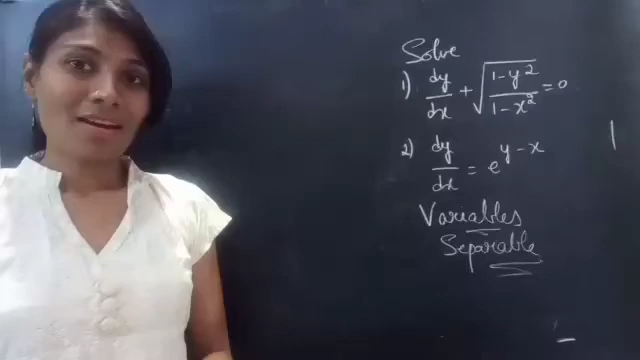 Solve
1) dy/dx + √((1-y²)/(1-x²)) = 0
2) dy/dx = e^(y-x)
Variables
Separable